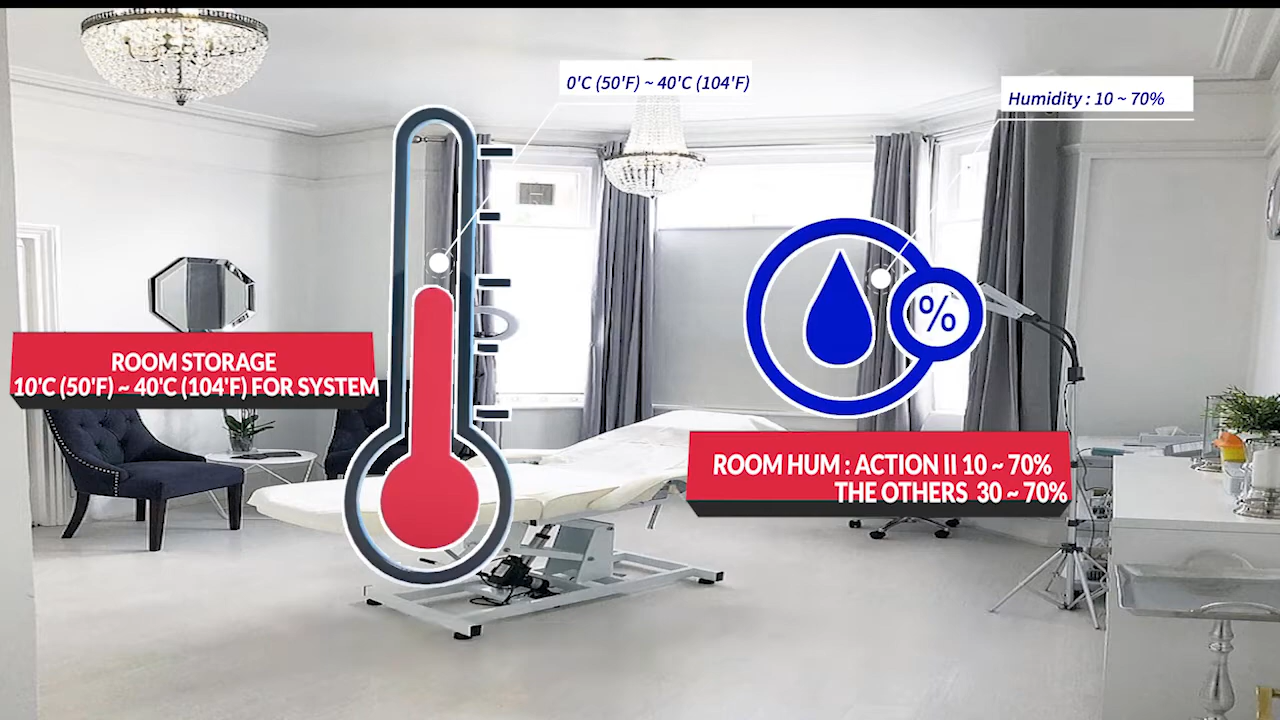 0'C (50'F) ~ 40'C (104'F)
Humidity : 10 ~ 70%
%
ROOM STORAGE
10'C (50'F) ~ 40'C (104'F) FOR SYSTEM
ROOM HUM : ACTION II 10 ~ 70%
THE OTHERS 30 ~ 70%